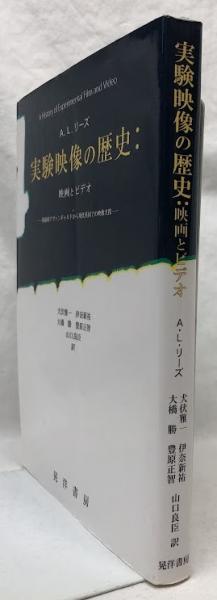 A History of Experimental Film and Video
A.L.リーズ
実験映像の歴史:
映画とビデオ
犬伏雅一 伊奈新祐
大橋勝 豊原正智
山口良臣
訳
晃洋書房
実験映像の歴史:映画とビデオ
A・L・リーズ
犬伏雅一 伊奈新祐
大橋勝 豊原正智 山口良臣 訳
晃洋書房